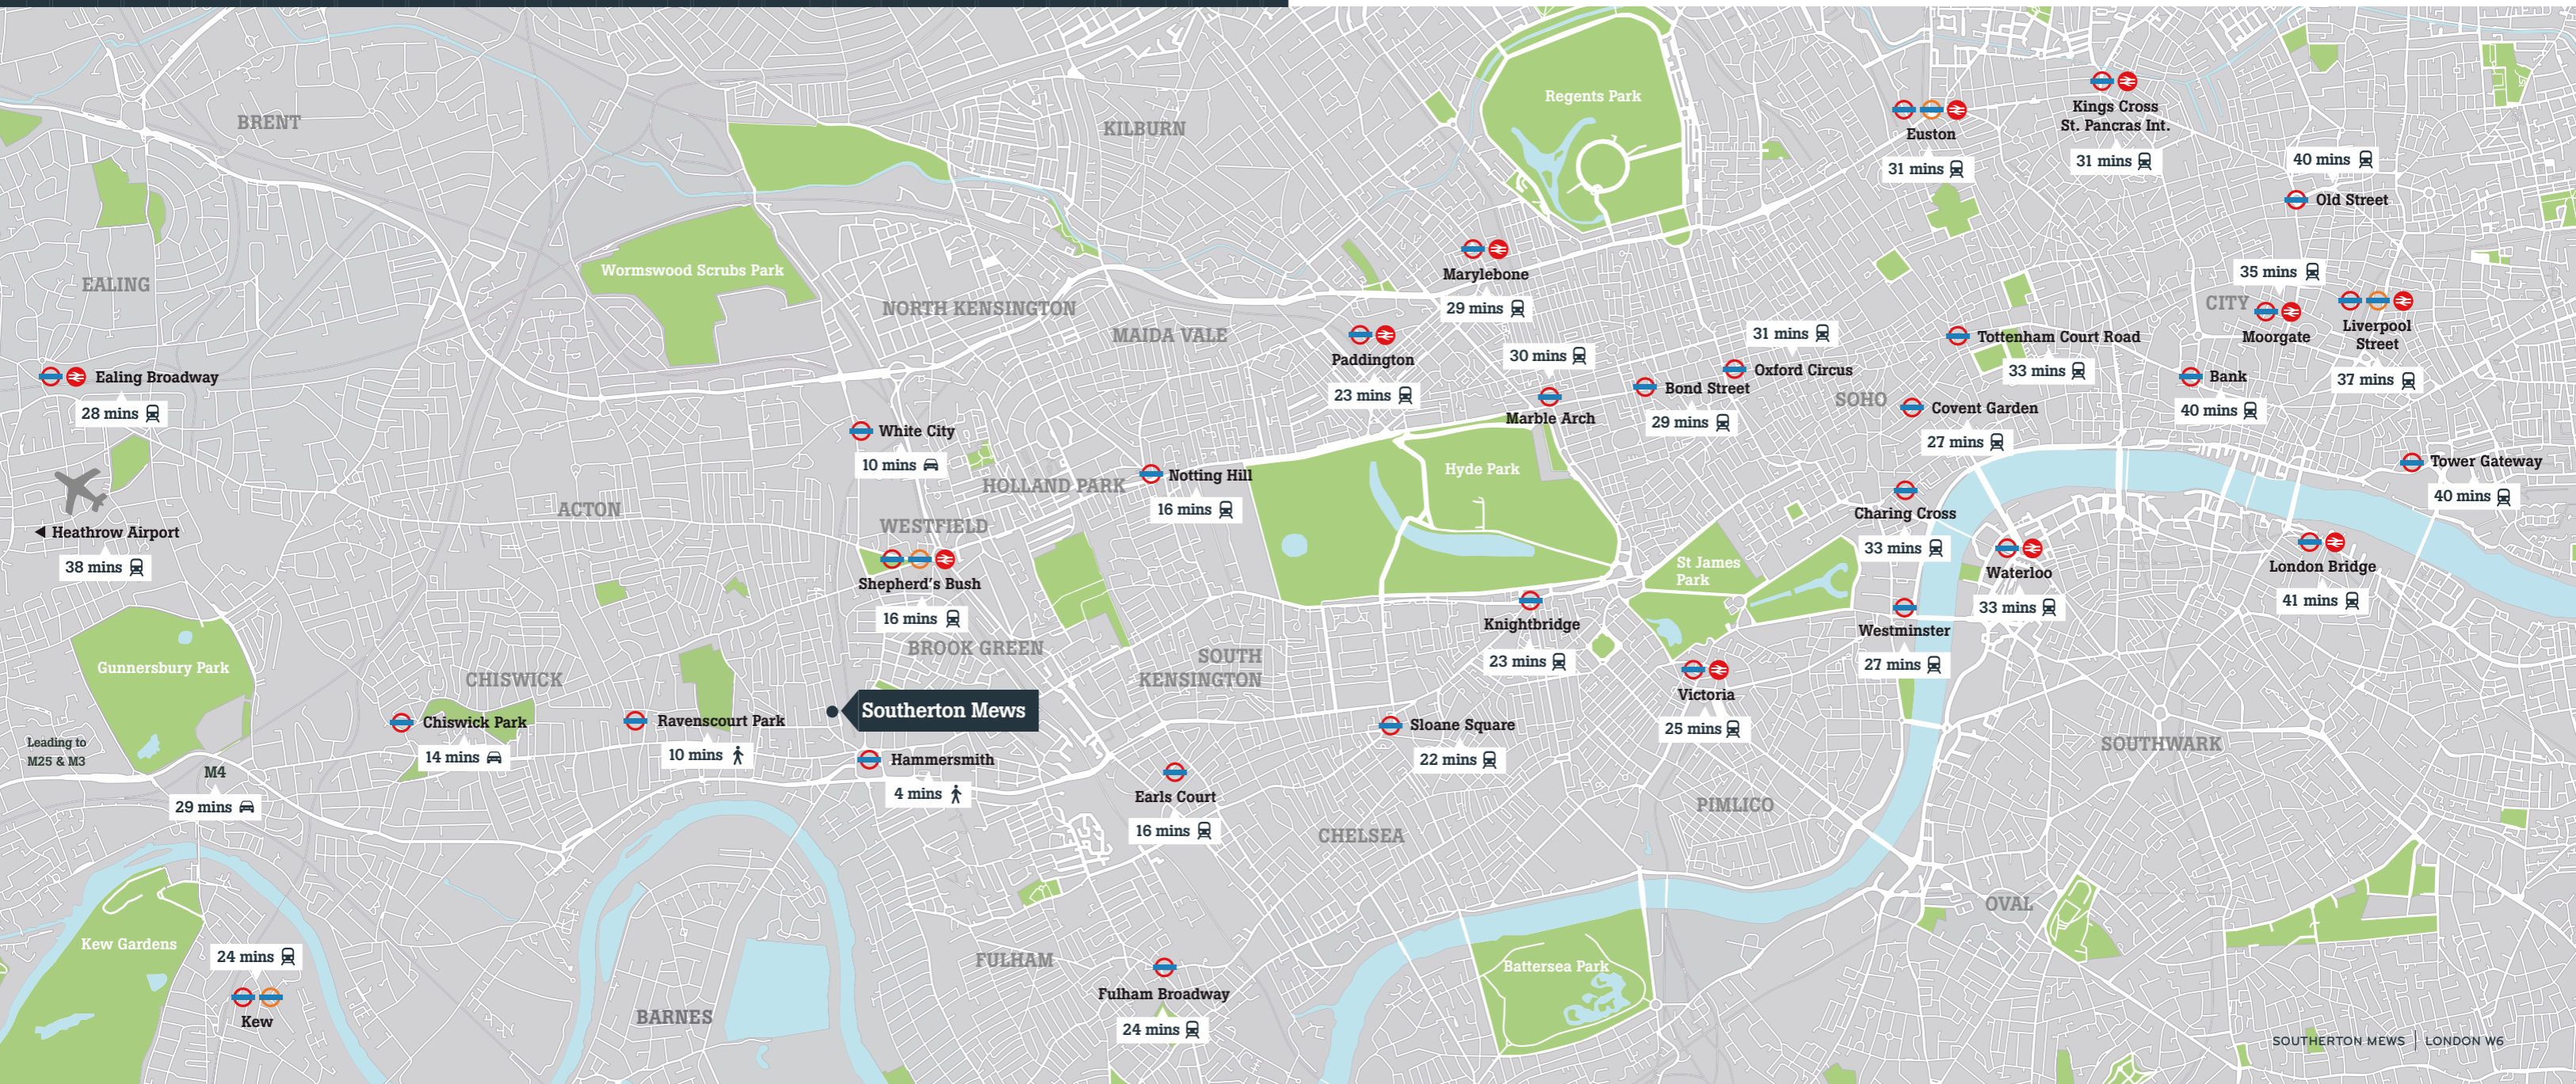 BRENT
KILBURN
Regents Park
Kings Cross
St. Pancras Int.
31 mins
Euston
31 mins
40 mins
Old Street
EALING
Wormswood Scrubs Park
NORTH KENSINGTON
MAIDA VALE
Marylebone
29 mins
Paddington
23 mins
30 mins
Marble Arch
31 mins
Oxford Circus
Bond Street
29 mins
SOHO
Tottenham Court Road
33 mins
Covent Garden
27 mins
35 mins
CITY
Moorgate
Liverpool
Street
37 mins
Bank
40 mins
Ealing Broadway
28 mins
White City
10 mins
Notting Hill
16 mins
HOLLAND PARK
Hyde Park
Tower Gateway
40 mins
Heathrow Airport
38 mins
ACTON
WESTFIELD
Shepherd's Bush
16 mins
BROOK GREEN
Charing Cross
33 mins
Waterloo
33 mins
London Bridge
41 mins
St James
Park
Knightbridge
23 mins
Westminster
27 mins
Gunnersbury Park
CHISWICK
SOUTH
KENSINGTON
Victoria
25 mins
Southerton Mews
Chiswick Park
14 mins
Ravenscourt Park
10 mins
Sloane Square
22 mins
SOUTHWARK
Leading to
M25 & M3
M4
29 mins
Hammersmith
4 mins
Earls Court
16 mins
CHELSEA
PIMLICO
OVAL
Kew Gardens
24 mins
Kew
BARNES
FULHAM
Fulham Broadway
24 mins
Battersea Park
SOUTHERTON MEWS | LONDON W6